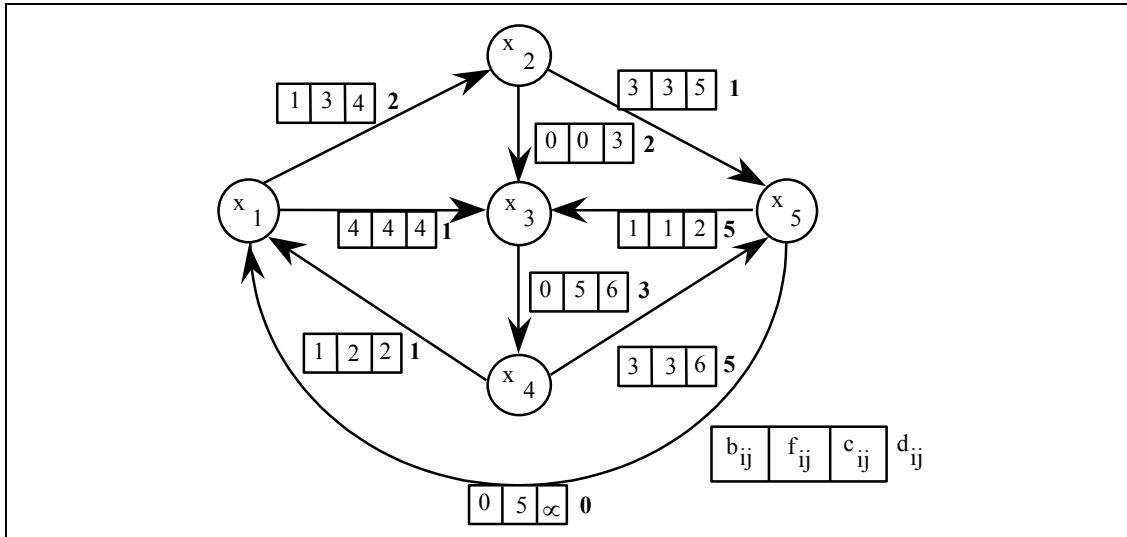 x 2
1 3 4 2
3 3 5 1
0 0 3 2
x 1
x 3
x 5
4 4 4 1
1 1 2 5
0 5 6 3
1 2 2 1
x 4
3 3 6 5
b ij f ij c ij d ij
0 5 ∝ 0